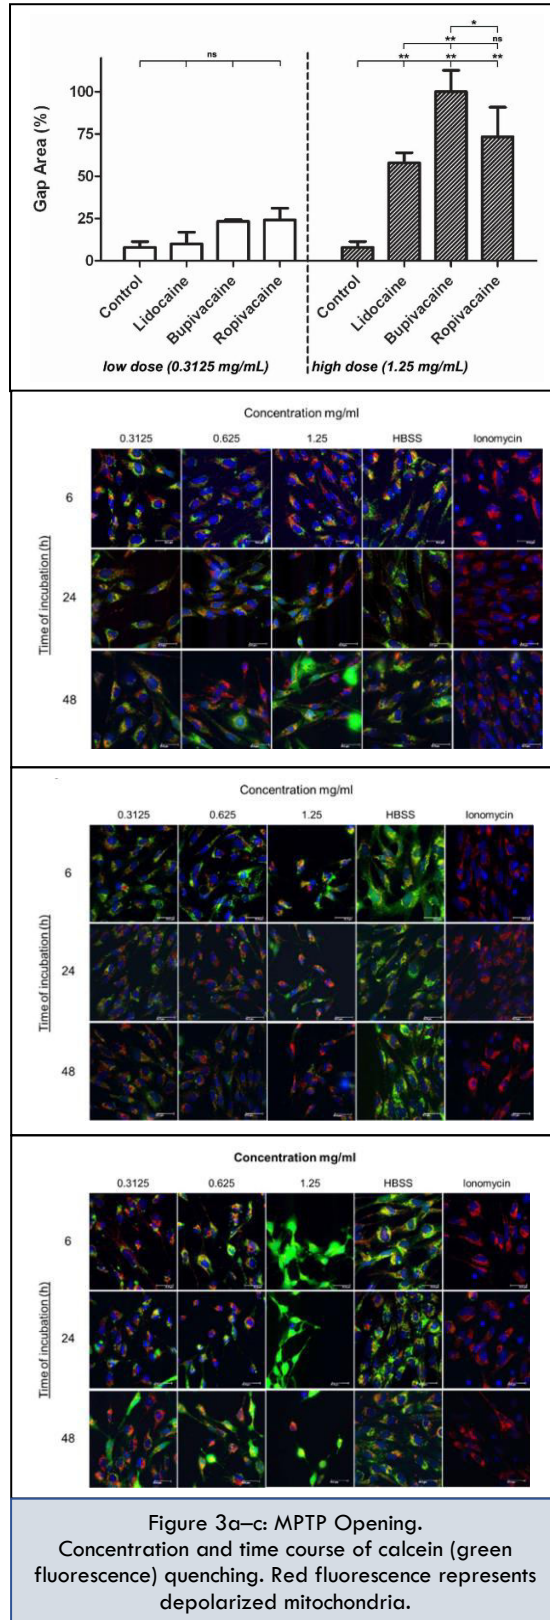 *
** ns
ns ** ** **
Gap Area (%)
100
75
50
25
0
Control
Lidocaine
Bupivacaine
Ropivacaine
Control
Lidocaine
Bupivacaine
Ropivacaine
low dose (0.3125 mg/mL) high dose (1.25 mg/mL)
Concentration mg/ml
0.3125 0.625 1.25 HBSS Ionomycin
Time of incubation (h)
6
24
48
Concentration mg/ml
0.3125 0.625 1.25 HBSS Ionomycin
Time of incubation (h)
6
24
48
Concentration mg/ml
0.3125 0.625 1.25 HBSS Ionomycin
Time of incubation (h)
6
24
48
Figure 3a–c: MPTP Opening.
Concentration and time course of calcein (green
fluorescence) quenching. Red fluorescence represents
depolarized mitochondria.